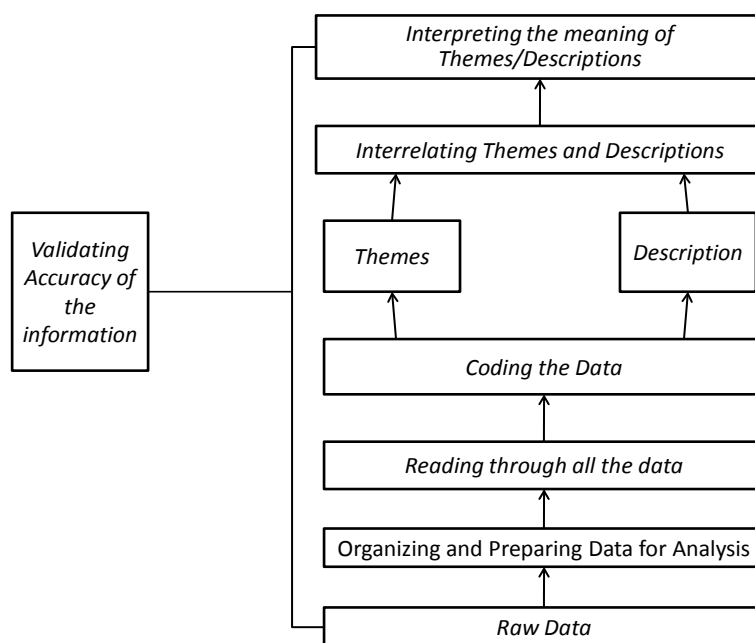 Interpreting the meaning of
Themes/Descriptions
Interrelating Themes and Descriptions
Validating
Accuracy of
the
information
Themes
Description
Coding the Data
Reading through all the data
Organizing and Preparing Data for Analysis
Raw Data